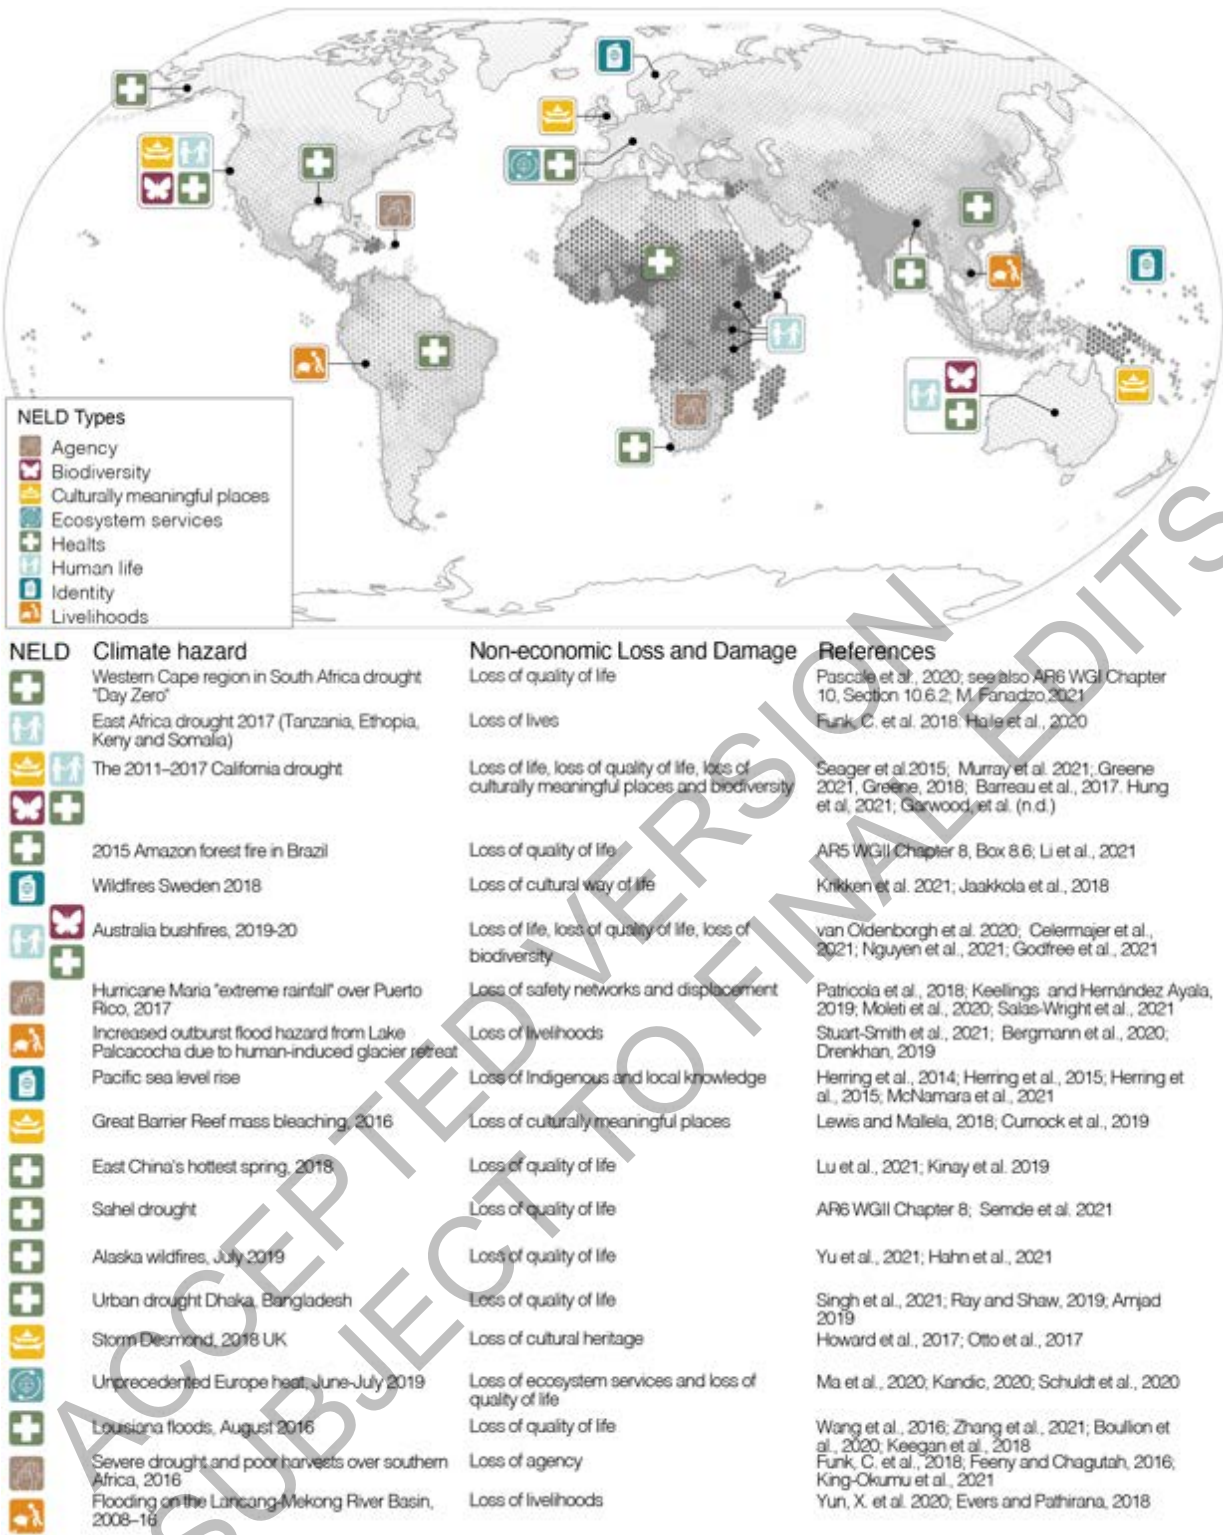 NELD Types
Agency
Biodiversity
Culturally meaningful places
Ecosystem services
Healts
Human life
Identity
Livelihoods
NELD Climate hazard Non-economic Loss and Damage References
Western Cape region in South Africa drought Loss of quality of life Pascale et al., 2020; see also AR6 WGI Chapter
"Day Zero" 10, Section 10.6.2; M. Fanadzo,2021
East Africa drought 2017 (Tanzania, Ethopia, Loss of lives Funk, C. et al. 2018: Haile et al., 2020
Keny and Somalia)
The 2011–2017 California drought Loss of life, loss of quality of life, loss of Seager et al.2015; Murray et al. 2021; Greene
culturally meaningful places and biodiversity 2021, Greene, 2018; Barreau et al., 2017. Hung
et al, 2021; Garwood, et al. (n.d.)
2015 Amazon forest fire in Brazil Loss of quality of life AR5 WGII Chapter 8, Box 8.6; Li et al., 2021
Wildfires Sweden 2018 Loss of cultural way of life Krikken et al. 2021; Jaakkola et al., 2018
Australia bushfires, 2019-20 Loss of life, loss of quality of life, loss of van Oldenborgh et al. 2020; Celermajer et al.,
biodiversity 2021; Nguyen et al., 2021; Godfree et al., 2021
Hurricane Maria "extreme rainfall" over Puerto Loss of safety networks and displacement Patricola et al., 2018; Keellings and Hernández Ayala,
Rico, 2017 2019; Moleti et al., 2020; Salas-Wright et al., 2021
Increased outburst flood hazard from Lake Loss of livelihoods Stuart-Smith et al., 2021; Bergmann et al., 2020;
Palcacocha due to human-induced glacier retreat Drenkhan, 2019
Pacific sea level rise Loss of Indigenous and local knowledge Herring et al., 2014; Herring et al., 2015; Herring et
al., 2015; McNamara et al., 2021
Great Barrier Reef mass bleaching, 2016 Loss of culturally meaningful places Lewis and Mallela, 2018; Curnock et al., 2019
East China's hottest spring, 2018 Loss of quality of life Lu et al., 2021; Kinay et al. 2019
Sahel drought Loss of quality of life AR6 WGII Chapter 8; Semde et al. 2021
Alaska wildfires, July 2019 Loss of quality of life Yu et al., 2021; Hahn et al., 2021
Urban drought Dhaka, Bangladesh Loss of quality of life Singh et al., 2021; Ray and Shaw, 2019; Amjad
2019
Storm Desmond, 2018 UK Loss of cultural heritage Howard et al., 2017; Otto et al., 2017
Unprecedented Europe heat, June-July 2019 Loss of ecosystem services and loss of Ma et al., 2020; Kandic, 2020; Schuldt et al., 2020
quality of life
Louisiana floods, August 2016 Loss of quality of life Wang et al., 2016; Zhang et al., 2021; Boullion et
al., 2020; Keegan et al., 2018
Severe drought and poor harvests over southern Loss of agency Funk, C. et al., 2018; Feeny and Chagutah, 2016;
Africa, 2016 King-Okumu et al., 2021
Flooding on the Lancang-Mekong River Basin, Loss of livelihoods Yun, X. et al. 2020; Evers and Pathirana, 2018
2008–16
ACCEPTED VERSION
SUBJECT TO FINAL EDITS